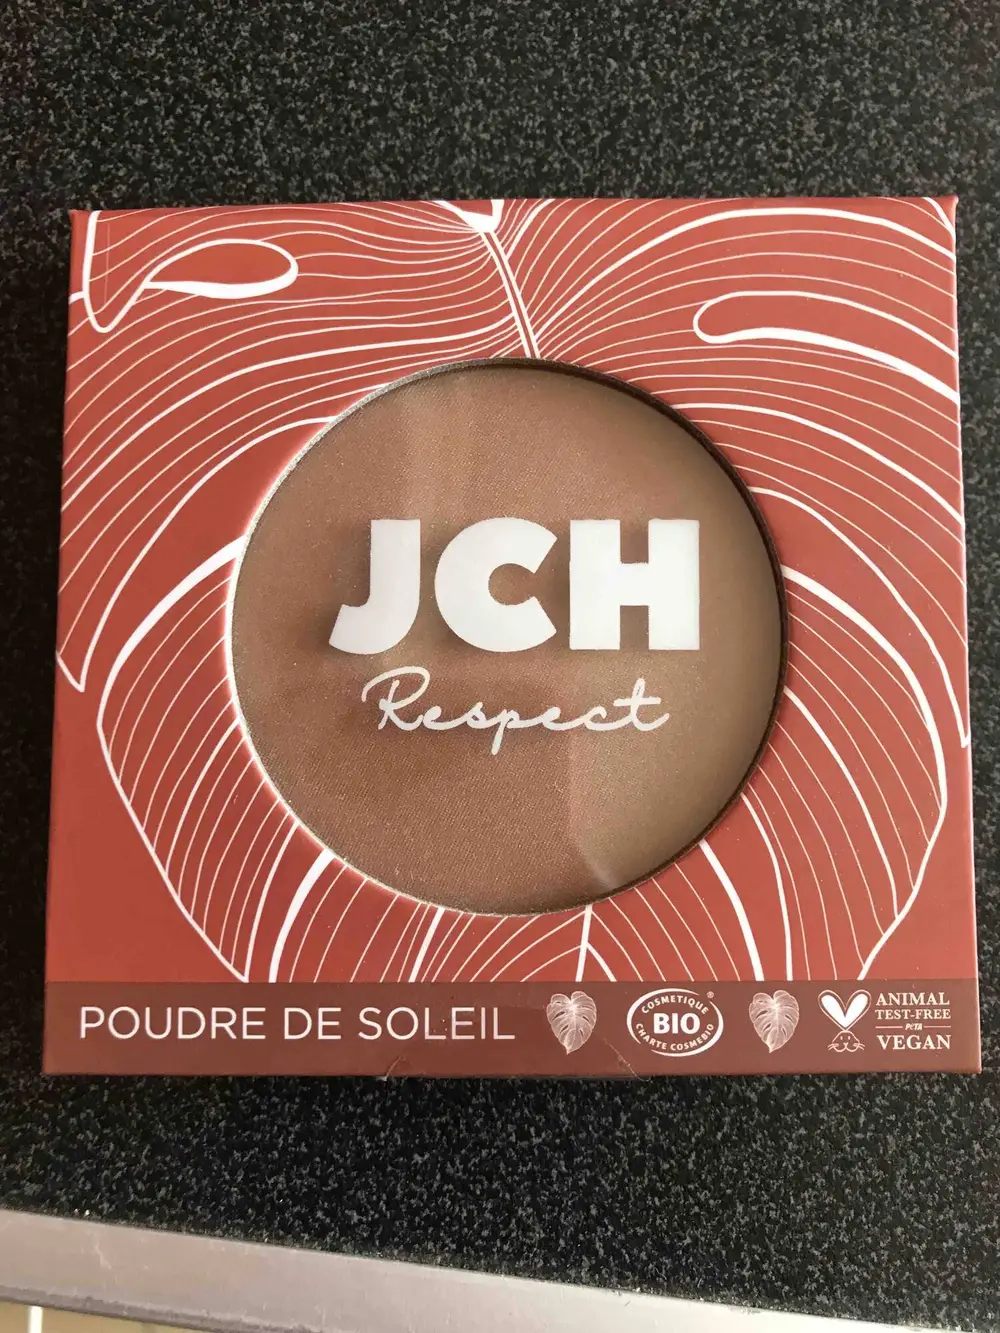 JCH
Respect
POUDRE DE SOLEIL
COSMETIQUE
BIO
CHARTE COSMEBIO
®
ANIMAL
TEST-FREE
PeTA
VEGAN